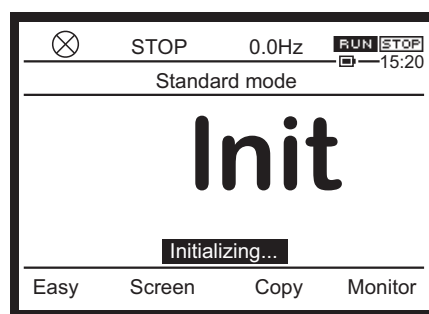 STOP 0.0Hz RUN STOP
15:20
Standard mode
Init
Initializing...
Easy Screen Copy Monitor